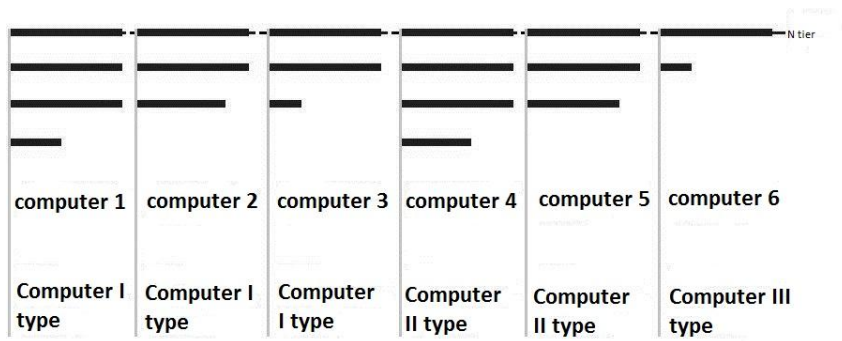 N tier
computer 1
computer 2
computer 3
computer 4
computer 5
computer 6
Computer I
type
Computer I
type
Computer
I type
Computer
II type
Computer
II type
Computer III
type